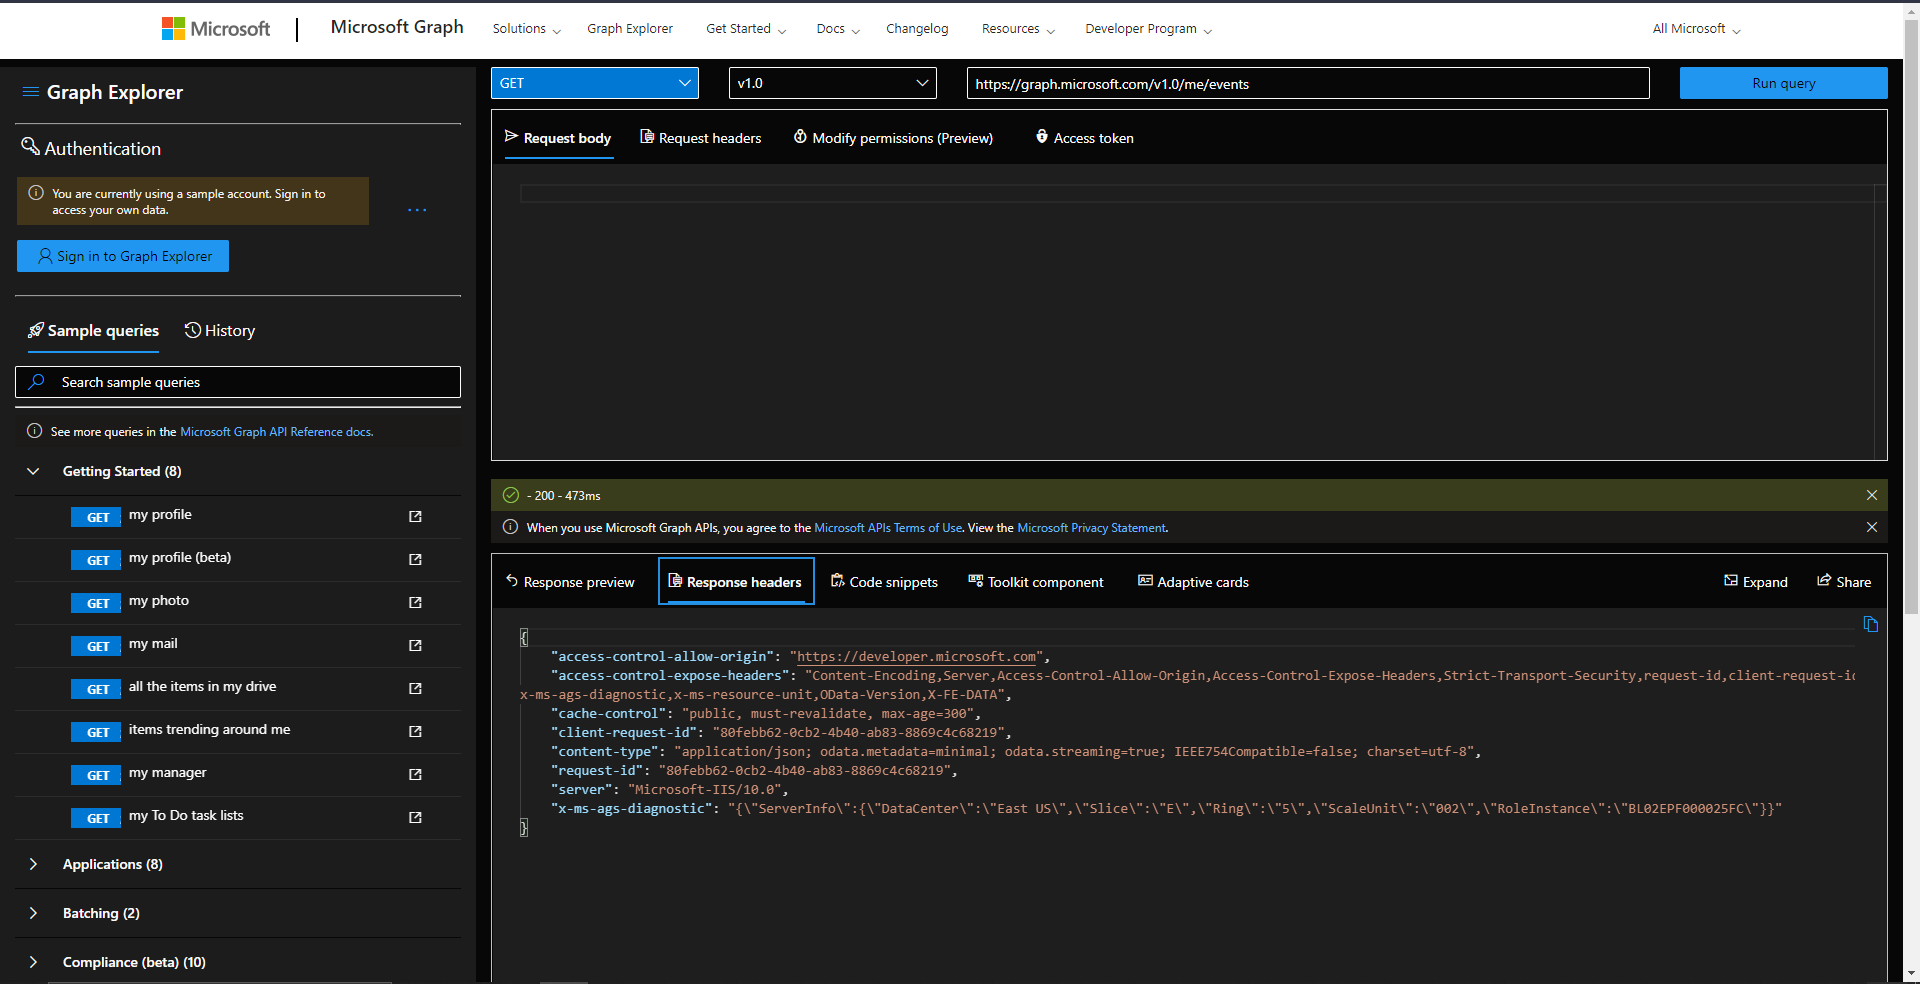 Microsoft
Microsoft Graph
Solutions
Graph Explorer
Get Started
Docs
Changelog
Resources
Developer Program
All Microsoft
Graph Explorer
Authentication
You are currently using a sample account. Sign in to
access your own data.
...
Sign in to Graph Explorer
Sample queries
History
Search sample queries
See more queries in the Microsoft Graph API Reference docs.
Getting Started (8)
GET my profile
GET my profile (beta)
GET my photo
GET my mail
GET all the items in my drive
GET items trending around me
GET my manager
GET my To Do task lists
Applications (8)
Batching (2)
Compliance (beta) (10)
GET
v1.0
https://graph.microsoft.com/v1.0/me/events
Run query
Request body
Request headers
Modify permissions (Preview)
Access token
- 200 - 473ms
When you use Microsoft Graph APIs, you agree to the Microsoft APIs Terms of Use. View the Microsoft Privacy Statement.
Response preview
Response headers
Code snippets
Toolkit component
Adaptive cards
Expand
Share
{
"access-control-allow-origin": "https://developer.microsoft.com",
"access-control-expose-headers": "Content-Encoding,Server,Access-Control-Allow-Origin,Access-Control-Expose-Headers,Strict-Transport-Security,request-id,client-request-id
x-ms-ags-diagnostic,x-ms-resource-unit,OData-Version,X-FE-DATA",
"cache-control": "public, must-revalidate, max-age=300",
"client-request-id": "80febb62-0cb2-4b40-ab83-8869c4c68219",
"content-type": "application/json; odata.metadata=minimal; odata.streaming=true; IEEE754Compatible=false; charset=utf-8",
"request-id": "80febb62-0cb2-4b40-ab83-8869c4c68219",
"server": "Microsoft-IIS/10.0",
"x-ms-ags-diagnostic": "{\"ServerInfo\":{\"DataCenter\":\"East US\",\"Slice\":\"E\",\"Ring\":\"5\",\"ScaleUnit\":\"002\",\"RoleInstance\":\"BL02EPF000025FC\"}}"
}